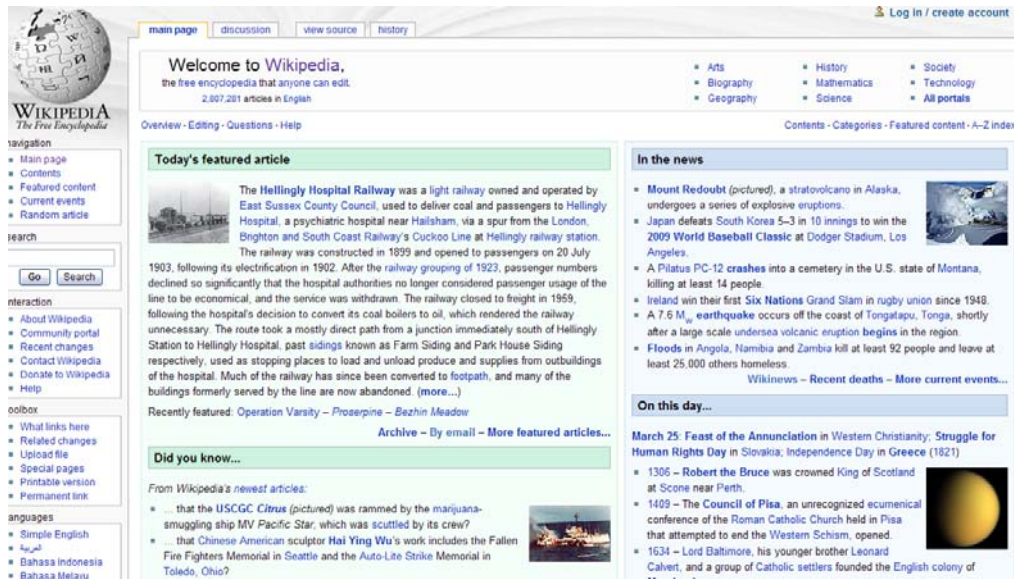 Log in / create account
main page
discussion
view source
history
WIKIPEDIA
The Free Encyclopedia
navigation
Main page
Contents
Featured content
Current events
Random article
search
Go
Search
interaction
About Wikipedia
Community portal
Recent changes
Contact Wikipedia
Donate to Wikipedia
Help
toolbox
What links here
Related changes
Upload file
Special pages
Printable version
Permanent link
languages
Simple English
العربية
Bahasa Indonesia
Bahasa Melayu
Welcome to Wikipedia,
the free encyclopedia that anyone can edit.
2,807,281 articles in English
Arts
Biography
Geography
History
Mathematics
Science
Society
Technology
All portals
Overview · Editing · Questions · Help
Contents · Categories · Featured content · A–Z index
Today's featured article
The Hellingly Hospital Railway was a light railway owned and operated by
East Sussex County Council, used to deliver coal and passengers to Hellingly
Hospital, a psychiatric hospital near Hailsham, via a spur from the London,
Brighton and South Coast Railway's Cuckoo Line at Hellingly railway station.
The railway was constructed in 1899 and opened to passengers on 20 July
1903, following its electrification in 1902. After the railway grouping of 1923, passenger numbers
declined so significantly that the hospital authorities no longer considered passenger usage of the
line to be economical, and the service was withdrawn. The railway closed to freight in 1959,
following the hospital's decision to convert its coal boilers to oil, which rendered the railway
unnecessary. The route took a mostly direct path from a junction immediately south of Hellingly
Station to Hellingly Hospital, past sidings known as Farm Siding and Park House Siding
respectively, used as stopping places to load and unload produce and supplies from outbuildings
of the hospital. Much of the railway has since been converted to footpath, and many of the
buildings formerly served by the line are now abandoned. (more...)
Recently featured: Operation Varsity – Proserpine – Bezhin Meadow
Archive – By email – More featured articles...
Did you know...
From Wikipedia's newest articles:
... that the USCGC Citrus (pictured) was rammed by the marijuana-
smuggling ship MV Pacific Star, which was scuttled by its crew?
... that Chinese American sculptor Hai Ying Wu's work includes the Fallen
Fire Fighters Memorial in Seattle and the Auto-Lite Strike Memorial in
Toledo, Ohio?
In the news
Mount Redoubt (pictured), a stratovolcano in Alaska,
undergoes a series of explosive eruptions.
Japan defeats South Korea 5–3 in 10 innings to win the
2009 World Baseball Classic at Dodger Stadium, Los
Angeles.
A Pilatus PC-12 crashes into a cemetery in the U.S. state of Montana,
killing at least 14 people.
Ireland win their first Six Nations Grand Slam in rugby union since 1948.
A 7.6 Mw earthquake occurs off the coast of Tongatapu, Tonga, shortly
after a large scale undersea volcanic eruption begins in the region.
Floods in Angola, Namibia and Zambia kill at least 92 people and leave at
least 25,000 others homeless.
Wikinews – Recent deaths – More current events...
On this day...
March 25: Feast of the Annunciation in Western Christianity; Struggle for
Human Rights Day in Slovakia; Independence Day in Greece (1821)
1306 – Robert the Bruce was crowned King of Scotland
at Scone near Perth.
1409 – The Council of Pisa, an unrecognized ecumenical
conference of the Roman Catholic Church held in Pisa
that attempted to end the Western Schism, opened.
1634 – Lord Baltimore, his younger brother Leonard
Calvert, and a group of Catholic settlers founded the English colony of